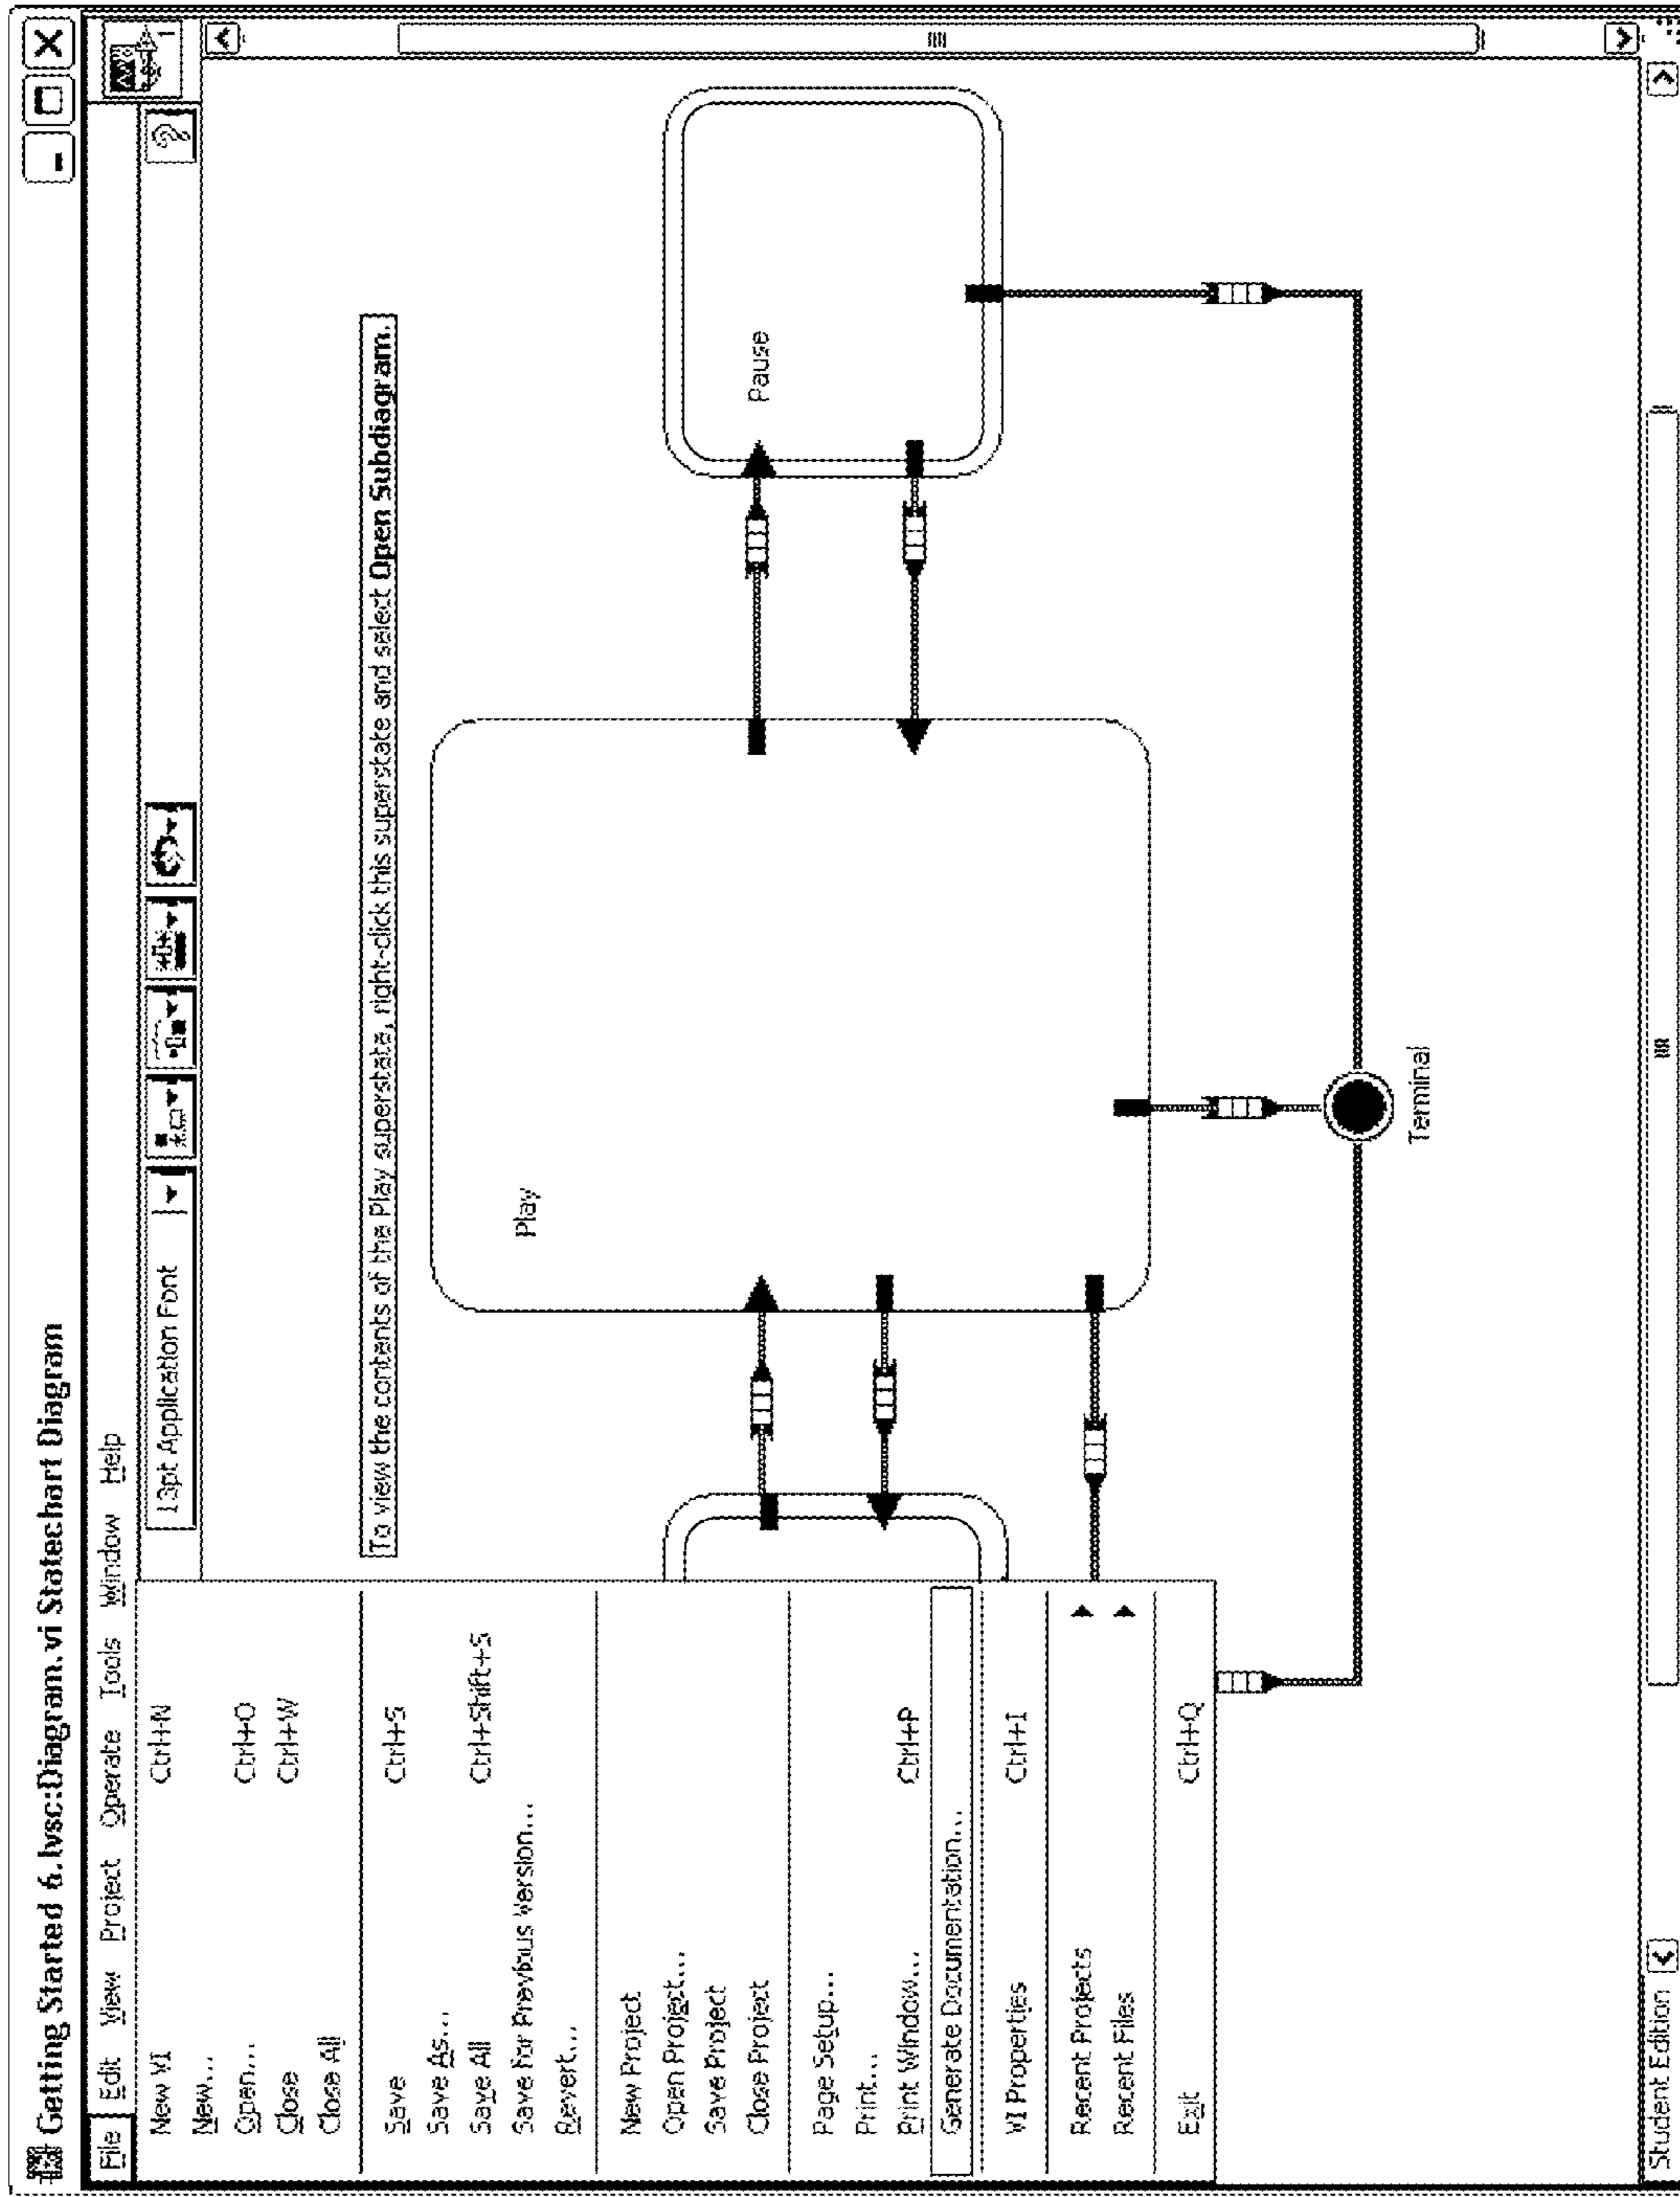 Getting Started 6.lvsc:Diagram.vi Statechart Diagram
File Edit View Project Operate Tools Window Help
13pt Application Font
New VI Ctrl+N
New...
Open... Ctrl+O
Close Ctrl+W
Close All
Save Ctrl+S
Save As...
Save All Ctrl+Shift+S
Save for Previous Version...
Revert...
New Project
Open Project...
Save Project
Close Project
Page Setup...
Print...
Print Window... Ctrl+P
Generate Documentation...
VI Properties Ctrl+I
Recent Projects
Recent Files
Exit Ctrl+Q
To view the contents of the Play superstate, right-click this superstate and select Open Subdiagram.
Play
Pause
Terminal
Student Edition